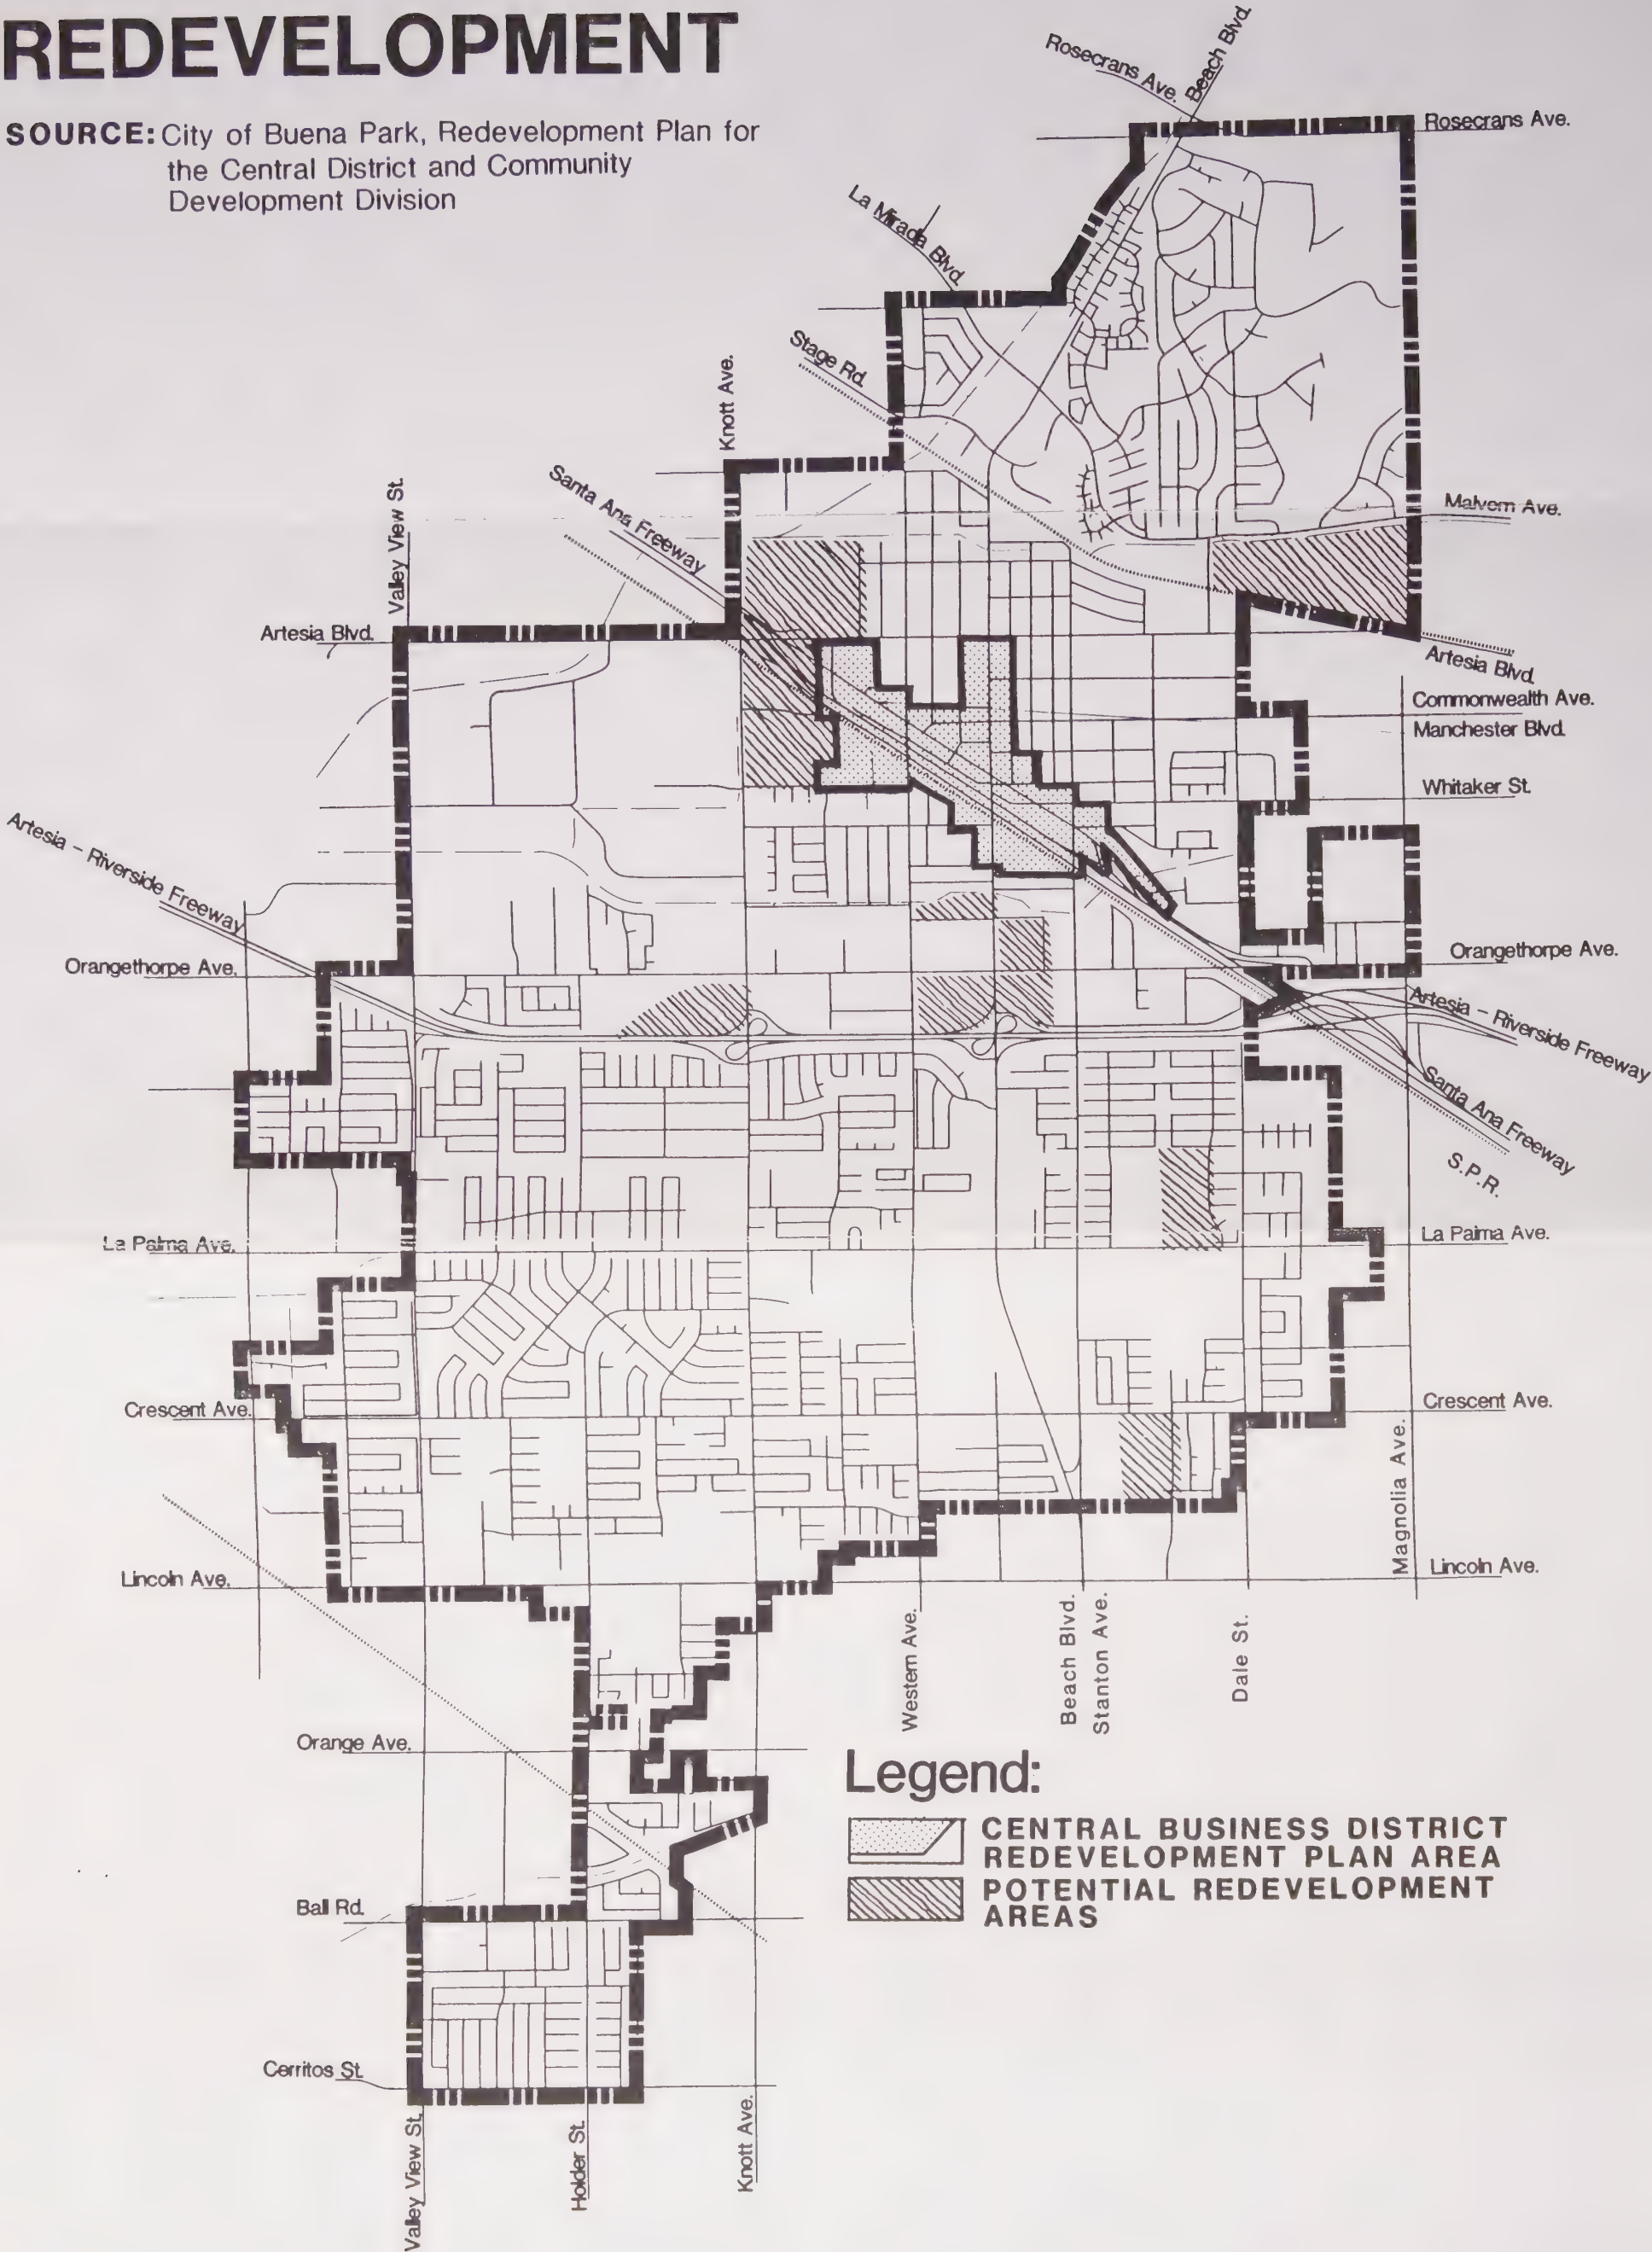 REDEVELOPMENT
SOURCE: City of Buena Park, Redevelopment Plan for
the Central District and Community
Development Division
Rosecrans Ave.
Beach Blvd.
Rosecrans Ave.
La Mirada Blvd.
Stage Rd.
Knott Ave.
Santa Ana Freeway
Valley View St.
Malvern Ave.
Artesia Blvd.
Artesia Blvd.
Commonwealth Ave.
Manchester Blvd.
Whitaker St.
Artesia - Riverside Freeway
Orangethorpe Ave.
Orangethorpe Ave.
Artesia - Riverside Freeway
Santa Ana Freeway
S.P.R.
La Palma Ave.
La Palma Ave.
Crescent Ave.
Crescent Ave.
Magnolia Ave.
Lincoln Ave.
Lincoln Ave.
Western Ave.
Beach Blvd.
Stanton Ave.
Dale St.
Orange Ave.
Legend:
CENTRAL BUSINESS DISTRICT
REDEVELOPMENT PLAN AREA
POTENTIAL REDEVELOPMENT
AREAS
Ball Rd.
Cerritos St.
Valley View St.
Holder St.
Knott Ave.